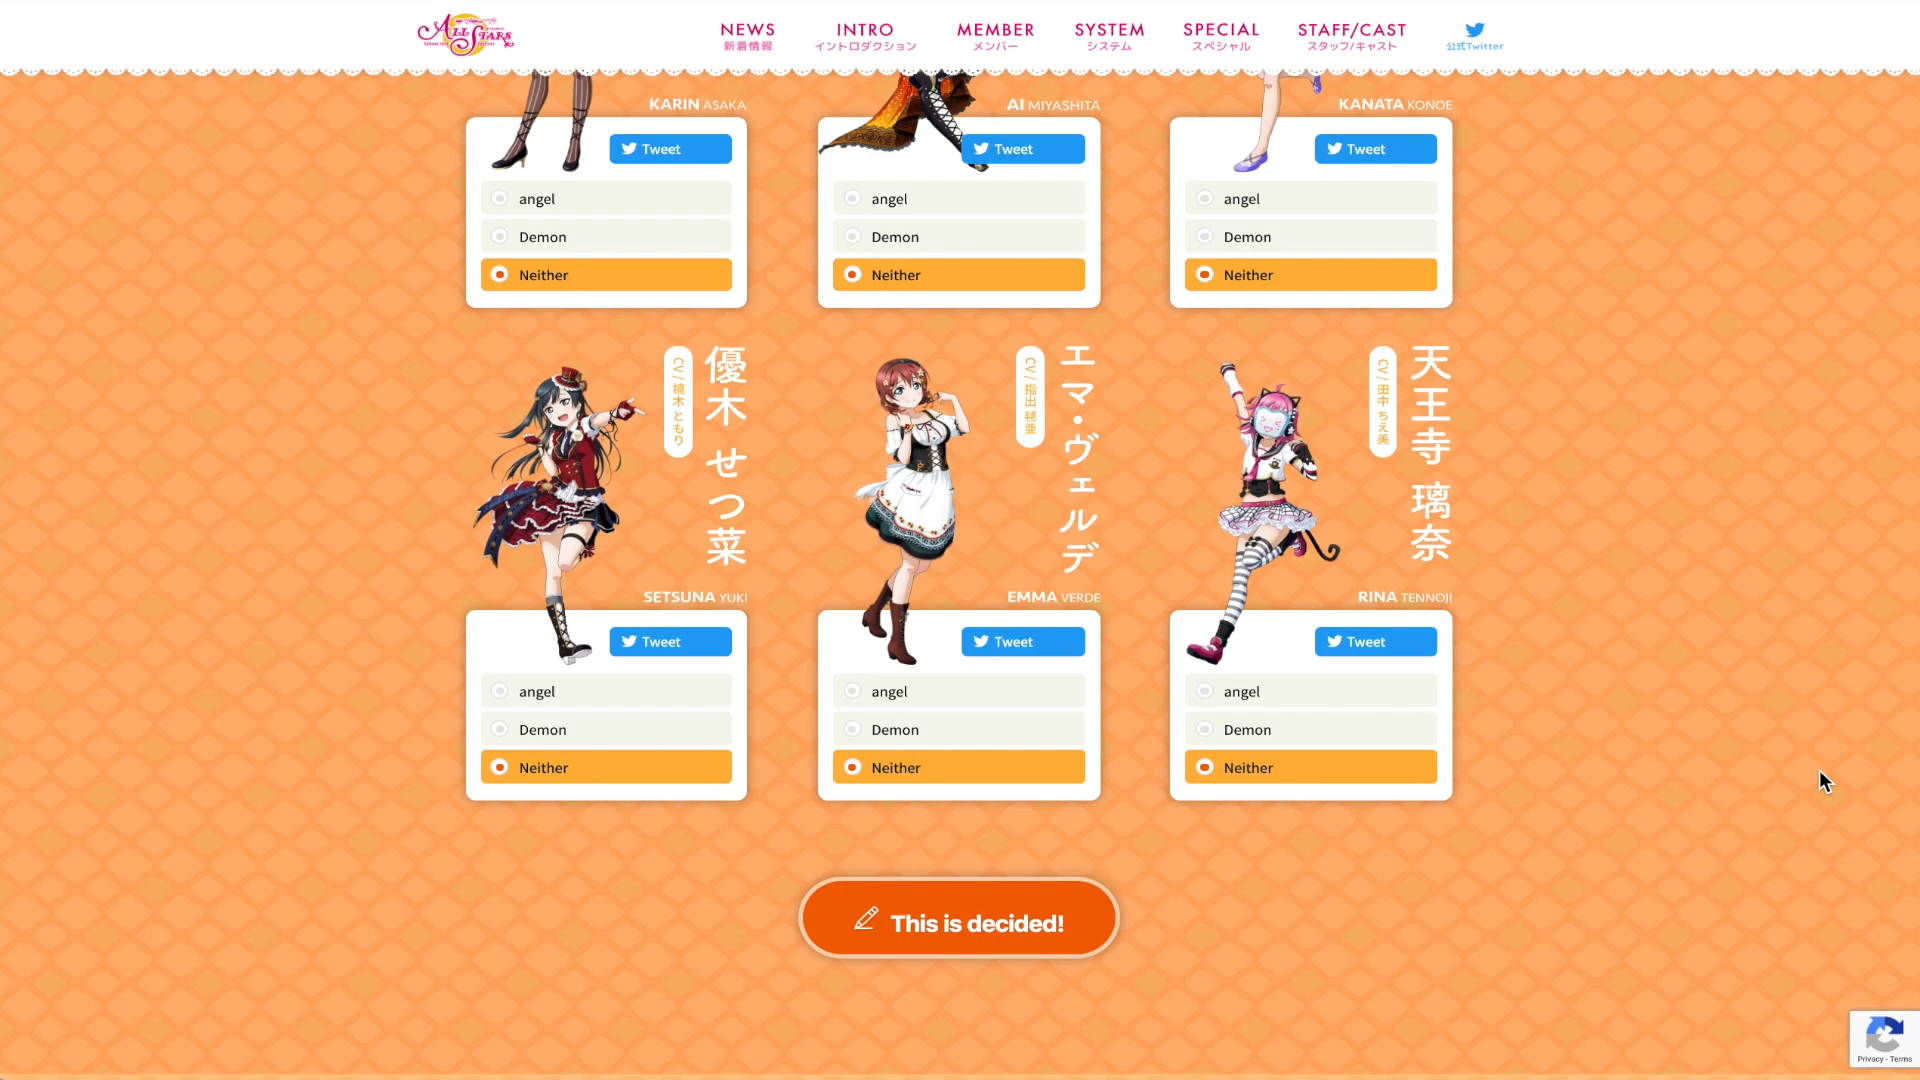 ALL STARS
NEWS
新着情報
INTRO
イントロダクション
MEMBER
メンバー
SYSTEM
システム
SPECIAL
スペシャル
STAFF/CAST
スタッフ/キャスト
公式Twitter
KARIN ASAKA
Tweet
angel
Demon
Neither
AI MIYASHITA
Tweet
angel
Demon
Neither
KANATA KONOE
Tweet
angel
Demon
Neither
優木 せつ菜
CV/楠木 ともり
SETSUNA YUKI
Tweet
angel
Demon
Neither
エマ・ヴェルデ
CV/指出 毬亜
EMMA VERDE
Tweet
angel
Demon
Neither
天王寺 璃奈
CV/田中 ちえ美
RINA TENNOJI
Tweet
angel
Demon
Neither
This is decided!
Privacy - Terms